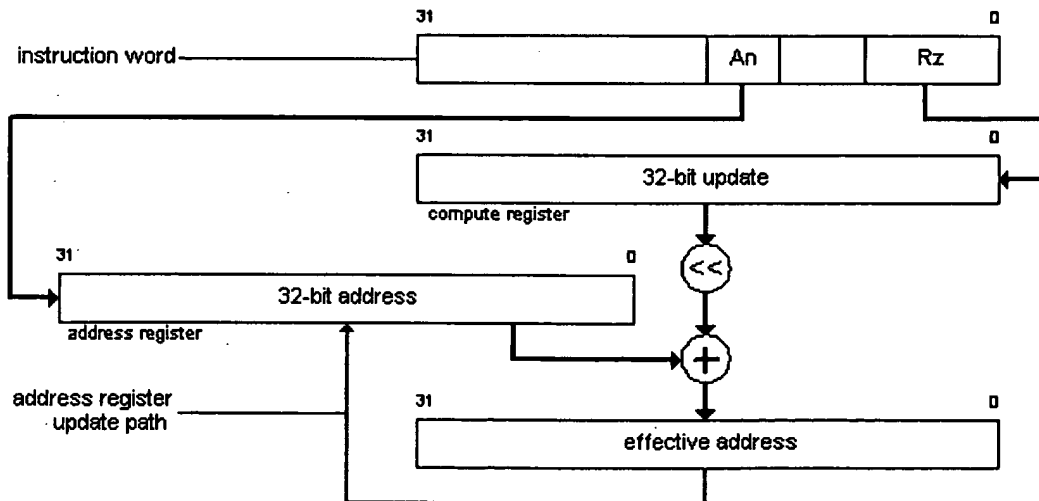 31 0
instruction word An Rz
31 0
32-bit update
compute register
<<
31 0
32-bit address
address register
+
address register
update path
31 0
effective address